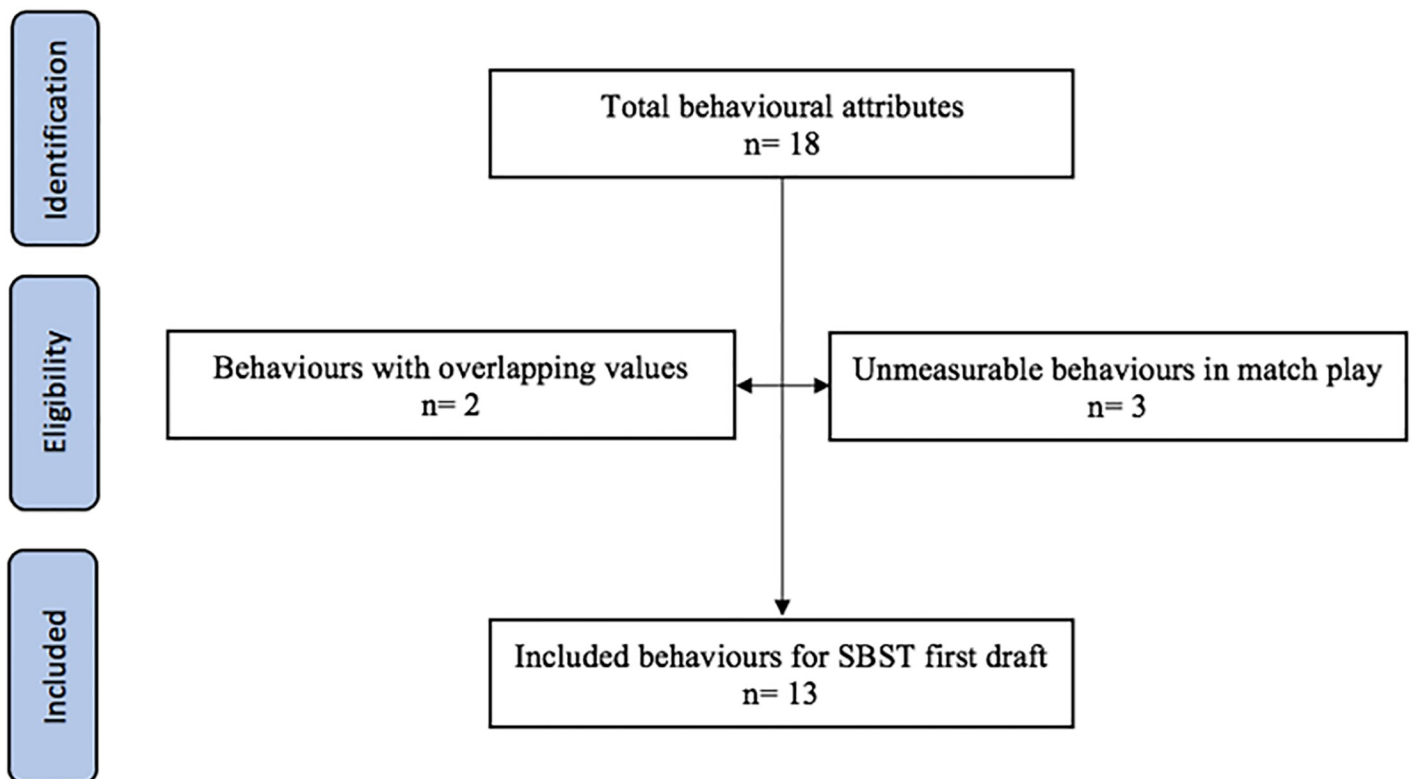 Identification
Total behavioural attributes
n= 18
Eligibility
Behaviours with overlapping values
n= 2
Unmeasurable behaviours in match play
n= 3
Included
Included behaviours for SBST first draft
n= 13